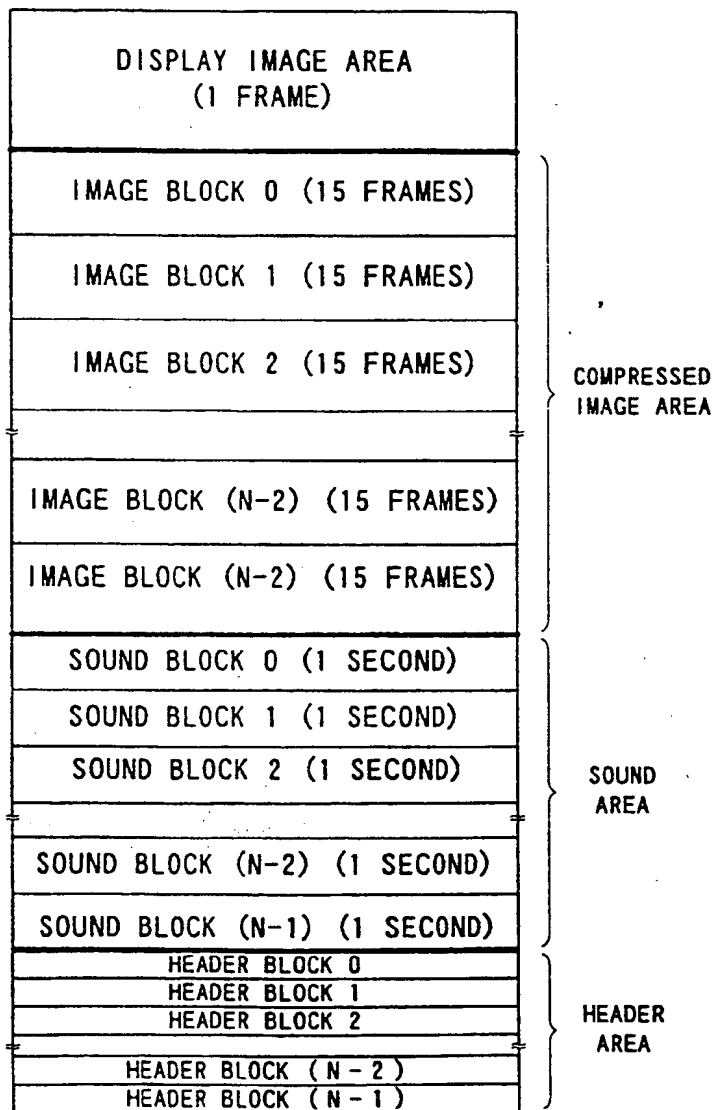 DISPLAY IMAGE AREA
(1 FRAME)
IMAGE BLOCK 0 (15 FRAMES)
IMAGE BLOCK 1 (15 FRAMES)
IMAGE BLOCK 2 (15 FRAMES)
COMPRESSED
IMAGE AREA
IMAGE BLOCK (N-2) (15 FRAMES)
IMAGE BLOCK (N-2) (15 FRAMES)
SOUND BLOCK 0 (1 SECOND)
SOUND BLOCK 1 (1 SECOND)
SOUND BLOCK 2 (1 SECOND)
SOUND
AREA
SOUND BLOCK (N-2) (1 SECOND)
SOUND BLOCK (N-1) (1 SECOND)
HEADER BLOCK 0
HEADER BLOCK 1
HEADER BLOCK 2
HEADER
AREA
HEADER BLOCK (N-2)
HEADER BLOCK (N-1)